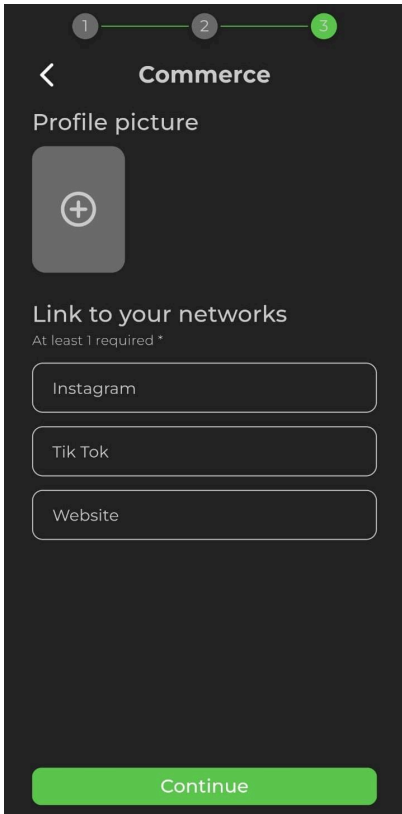 1 2 3
Commerce
Profile picture
Link to your networks
At least 1 required *
Instagram
Tik Tok
Website
Continue